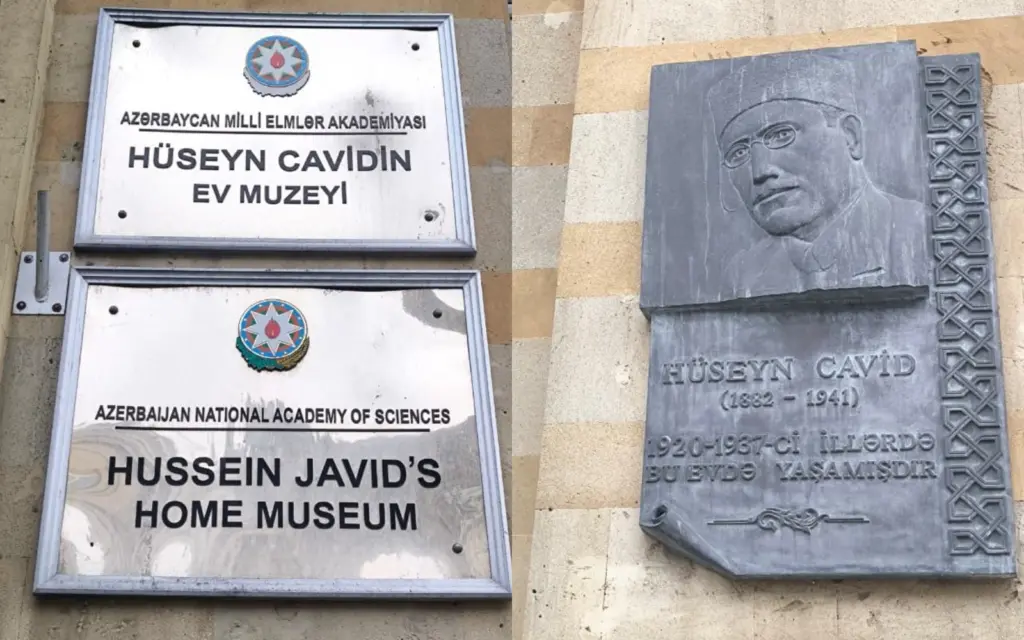 AZƏRBAYCAN MİLLİ ELMLƏR AKADEMİYASI
HÜSEYN CAVİDİN
EV MUZEYİ
AZERBAIJAN NATIONAL ACADEMY OF SCIENCES
HUSSEIN JAVID'S
HOME MUSEUM
HÜSEYN CAVİD
(1882 - 1941)
1920-1937-Cİ İLLƏRDƏ
BU EVDƏ YAŞAMIŞDIR